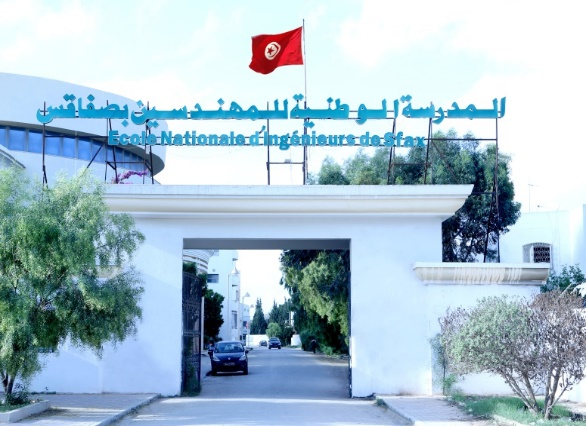 المدرسة الوطنية للمهندسين بصفاقس
Ecole Nationale d'Ingénieurs de Sfax